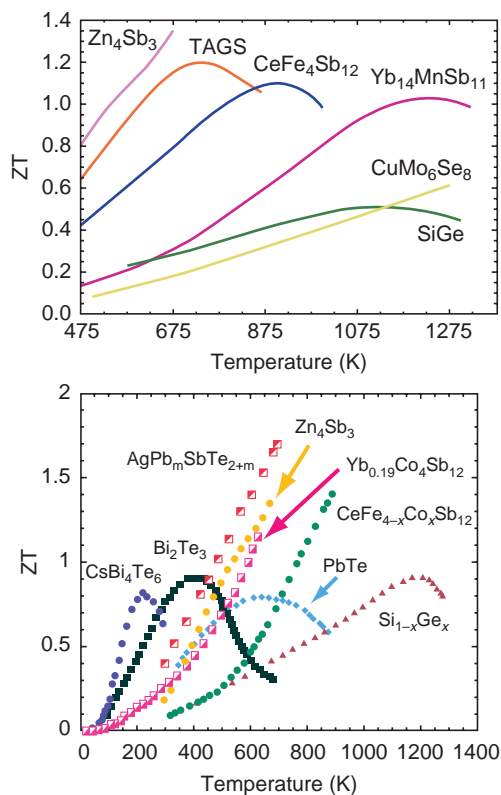 1.4
Zn₄Sb₃
TAGS
CeFe₄Sb₁₂
1.2
Yb₁₄MnSb₁₁
1.0
0.8
ZT
0.6
CuMo₆Se₈
0.4
SiGe
0.2
0.0
475 675 875 1075 1275
Temperature (K)
2
Zn₄Sb₃
AgPbₘSbTe₂₊ₘ
Yb₀.₁₉Co₄Sb₁₂
1.5
CeFe₄₋ₓCoₓSb₁₂
Bi₂Te₃
CsBi₄Te₆
PbTe
1
ZT
Si₁₋ₓGeₓ
0.5
0
0 200 400 600 800 1000 1200 1400
Temperature (K)